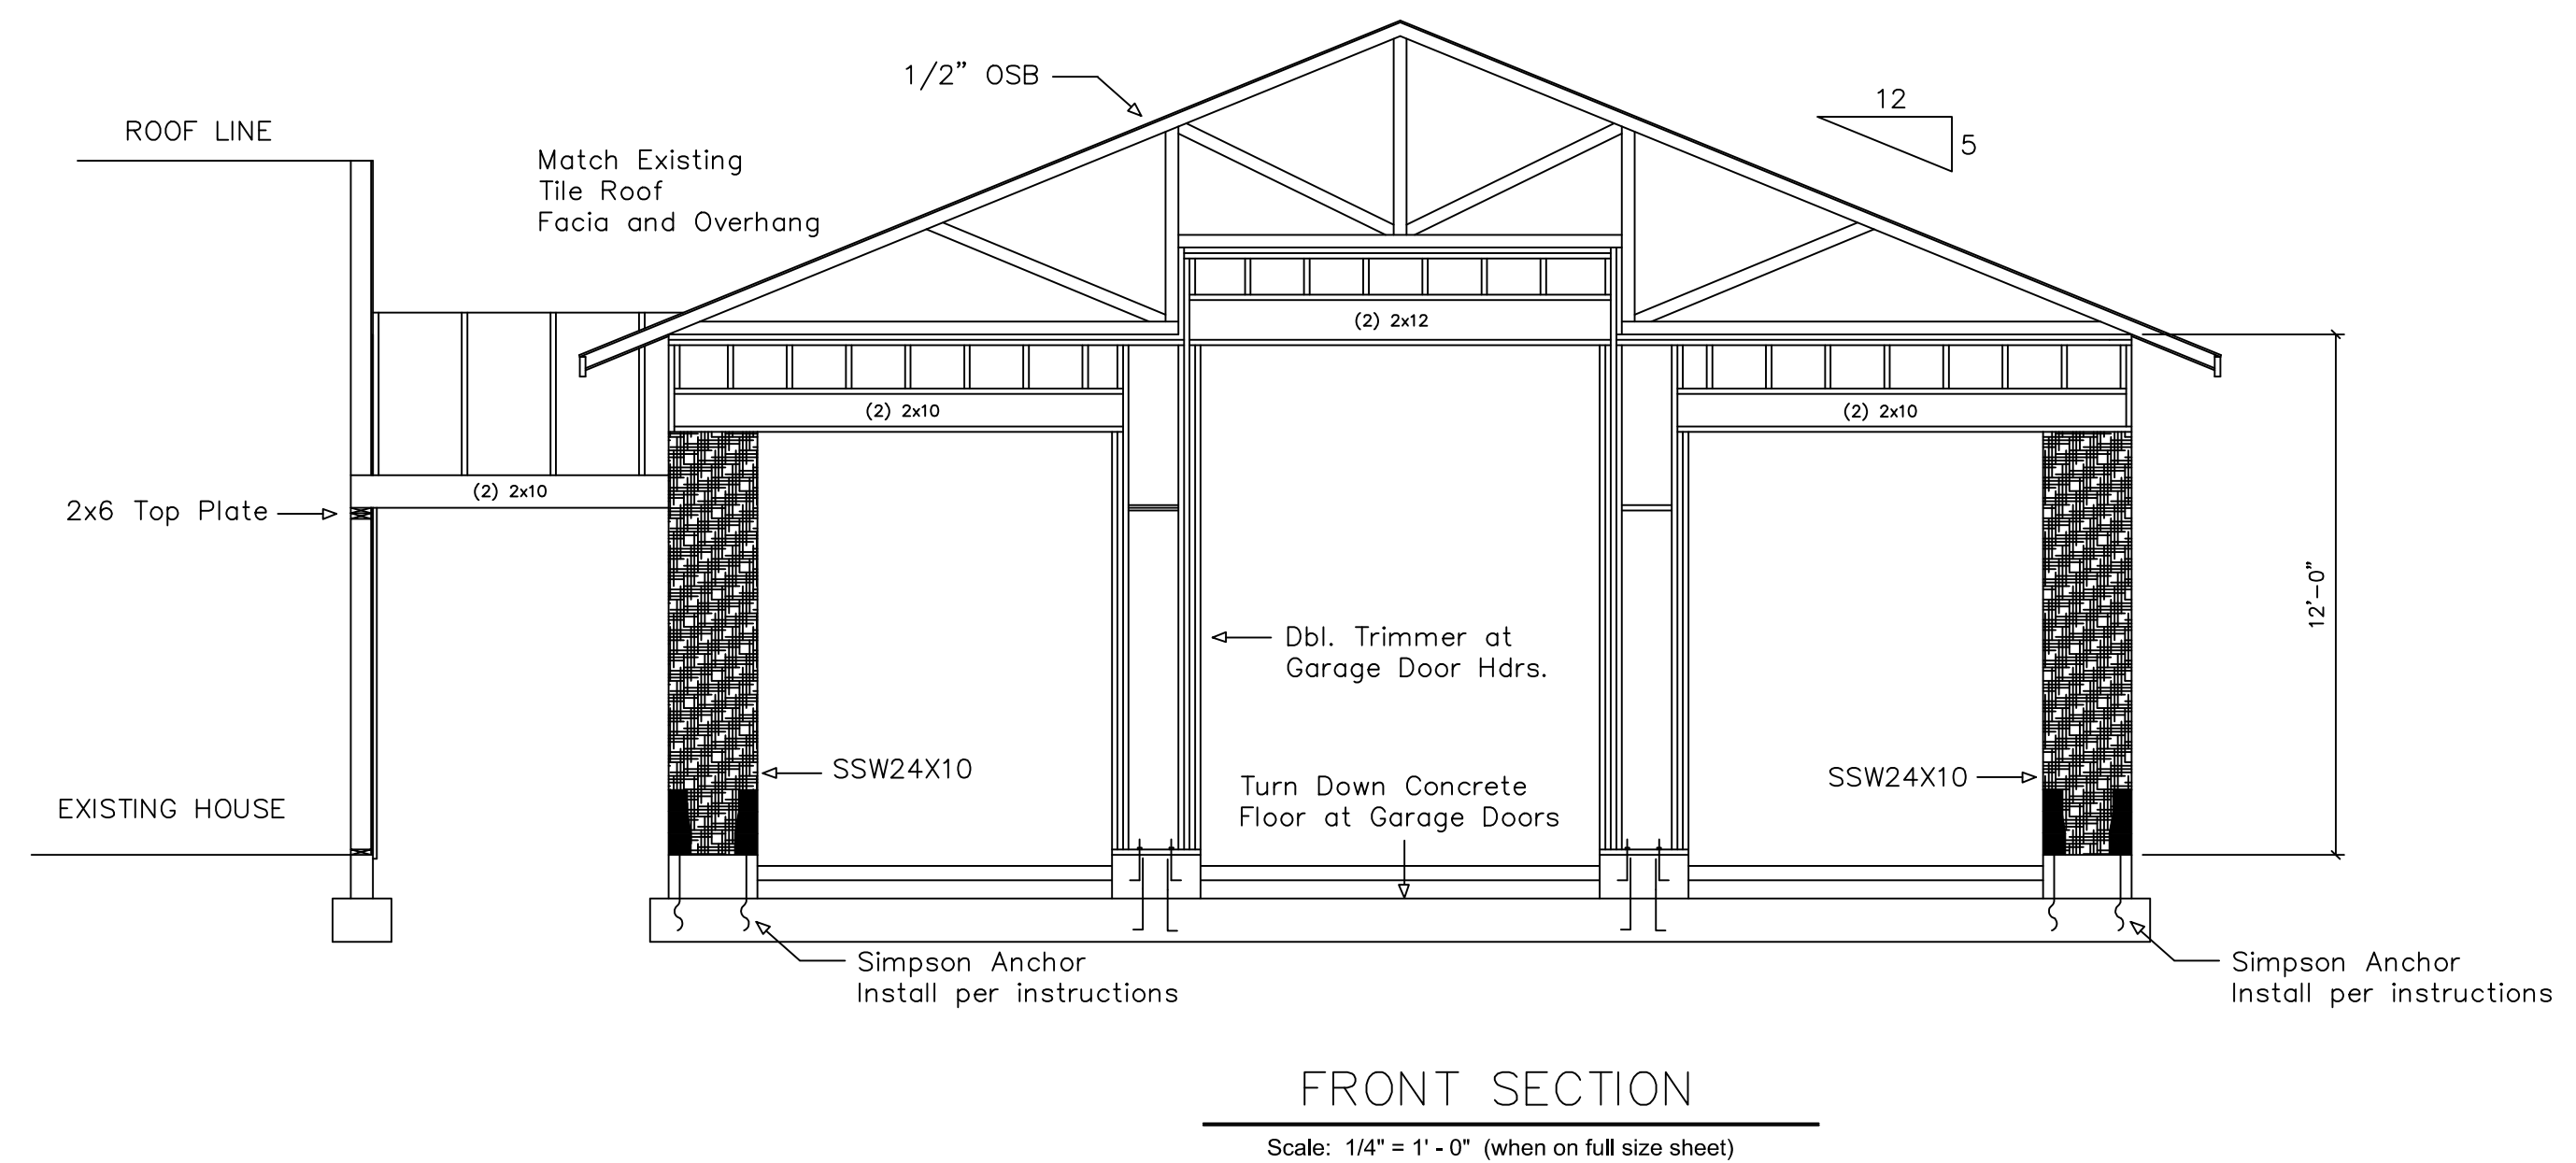 1/2” OSB
12
5
ROOF LINE
Match Existing
Tile Roof
Facia and Overhang
(2) 2x12
(2) 2x10
(2) 2x10
(2) 2x10
2x6 Top Plate
12'-0”
Dbl. Trimmer at
Garage Door Hdrs.
SSW24X10
SSW24X10
Turn Down Concrete
Floor at Garage Doors
EXISTING HOUSE
Simpson Anchor
Install per instructions
Simpson Anchor
Install per instructions
FRONT SECTION
Scale: 1/4" = 1' - 0" (when on full size sheet)